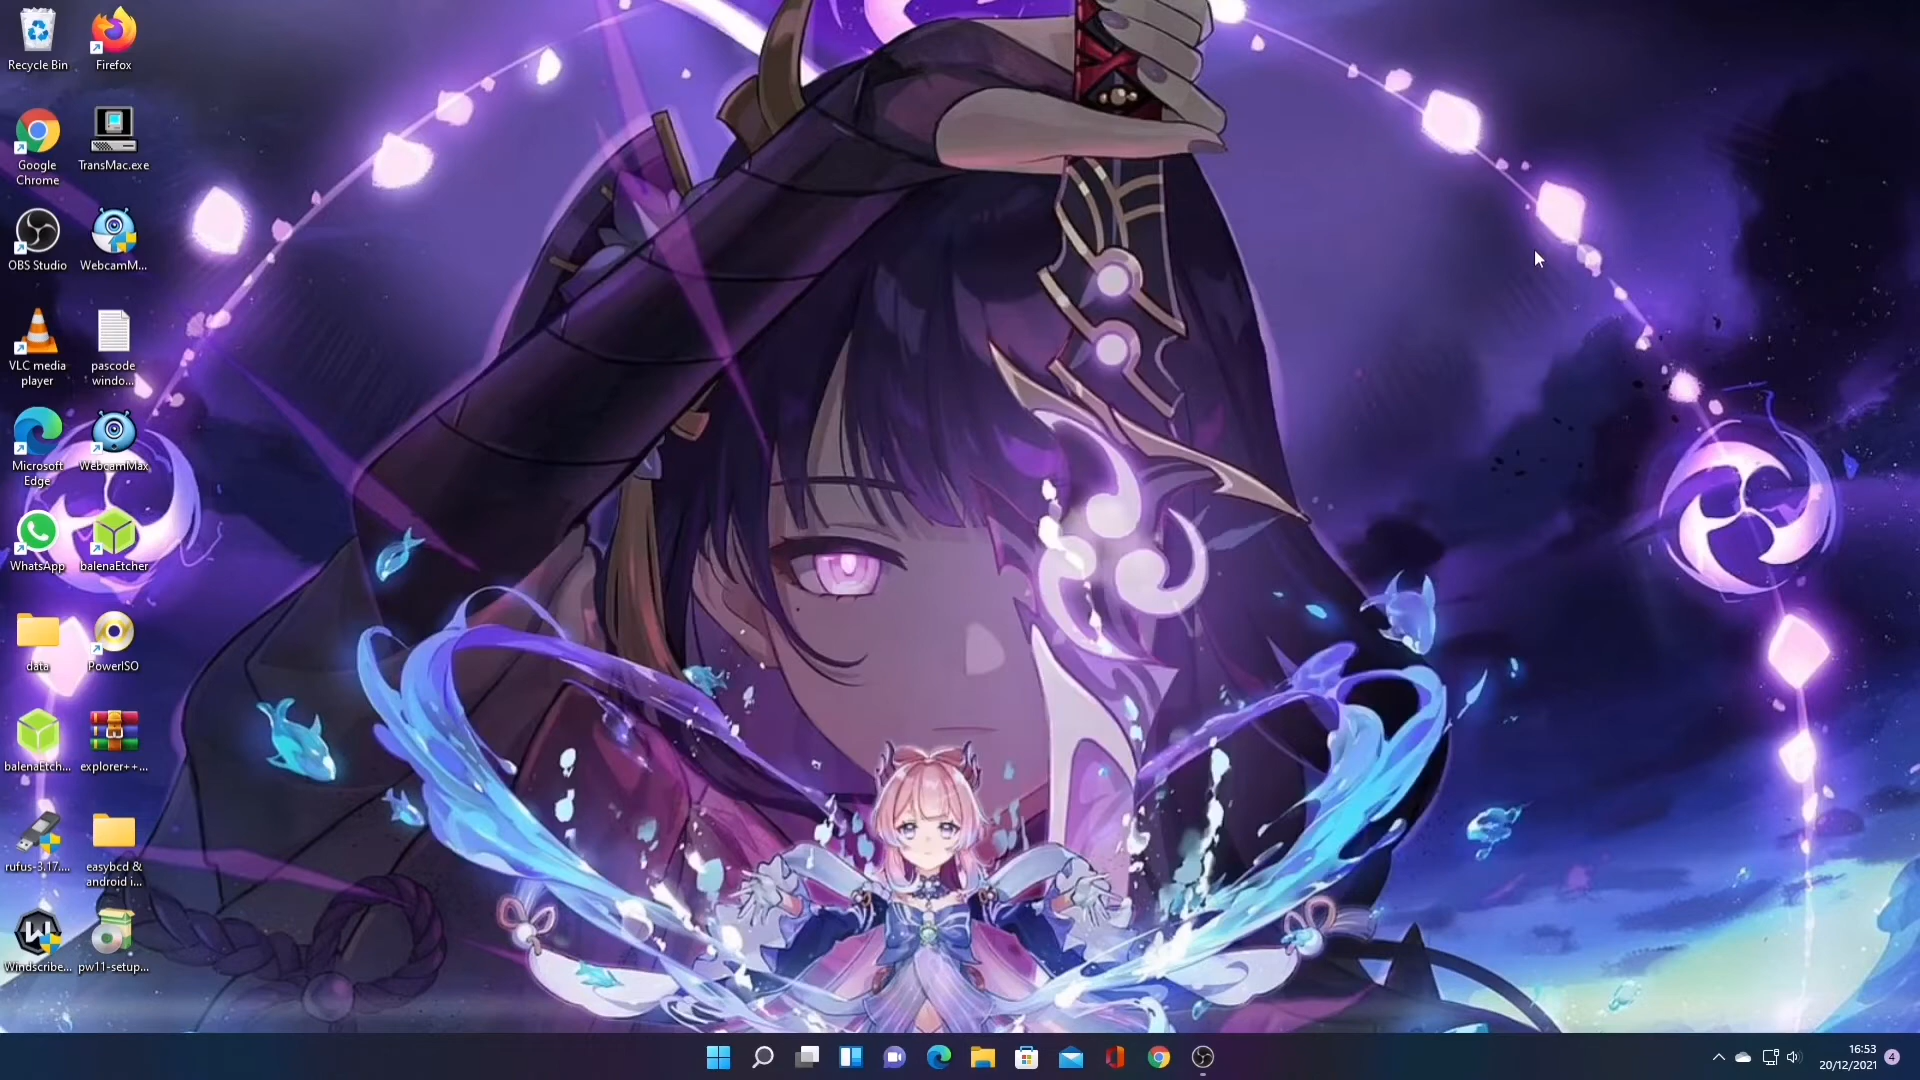 Recycle Bin
Firefox
Google
Chrome
TransMac.exe
OBS Studio
WebcamM...
VLC media
player
pascode
windo...
Microsoft
Edge
WebcamMax
WhatsApp
balenaEtcher
data
PowerISO
balenaEtch...
explorer++...
rufus-3.17....
easybcd &
android i...
Windscribe...
pw11-setup...
16:53
20/12/2021
4